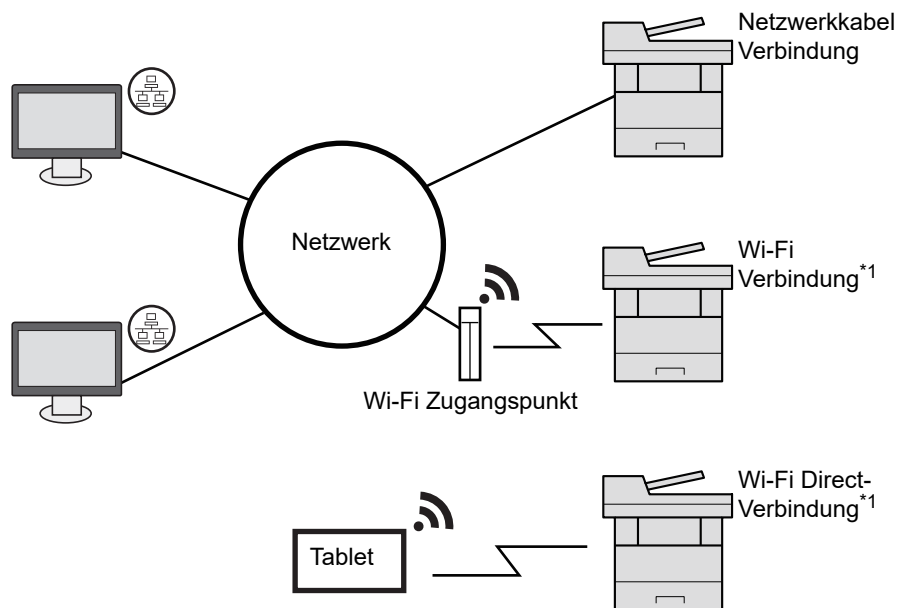 Netzwerkkabel
Verbindung
Netzwerk
Wi-Fi
Verbindung*1
Wi-Fi Zugangspunkt
Wi-Fi Direct-
Verbindung*1
Tablet